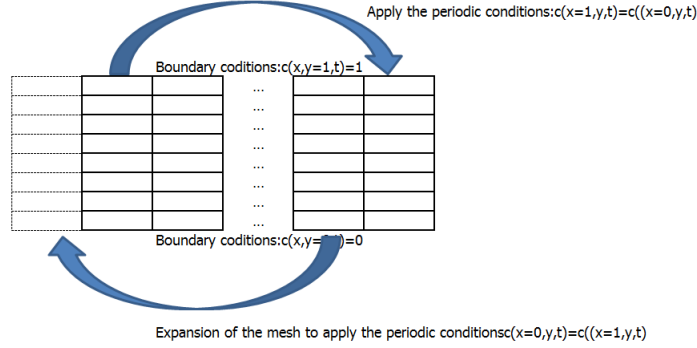 Apply the periodic conditions:c(x=1,y,t)=c((x=0,y,t)
Boundary coditions:c(x,y=1,t)=1
...
...
...
...
...
...
...
...
Boundary coditions:c(x,y= t)=0
Expansion of the mesh to apply the periodic conditionsc(x=0,y,t)=c((x=1,y,t)